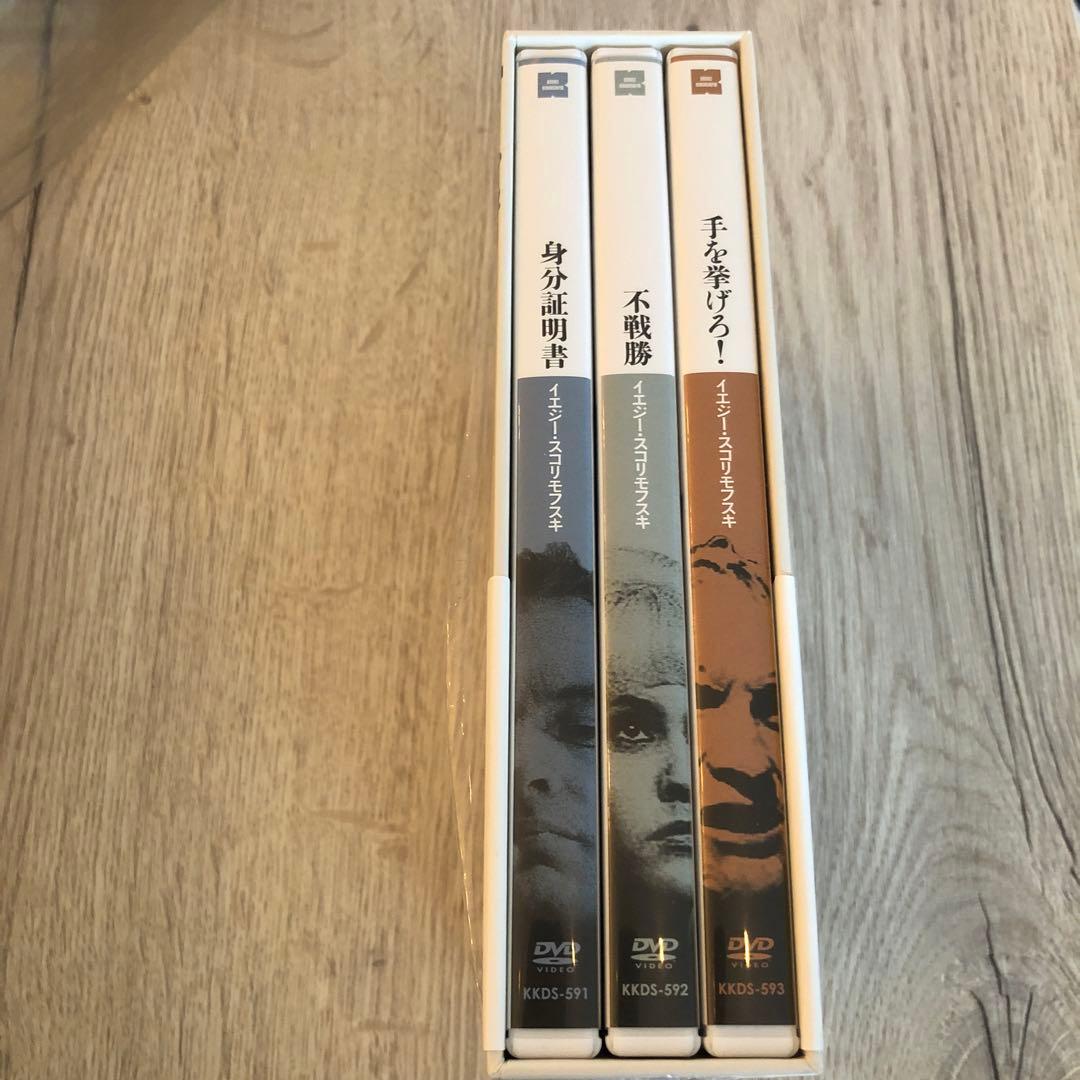 身分証明書
イエジー・スコリモフスキ
DVD
VIDEO
KKDS-591
不戦勝
イエジー・スコリモフスキ
DVD
VIDEO
KKDS-592
手を挙げろ!
イエジー・スコリモフスキ
DVD
VIDEO
KKDS-593